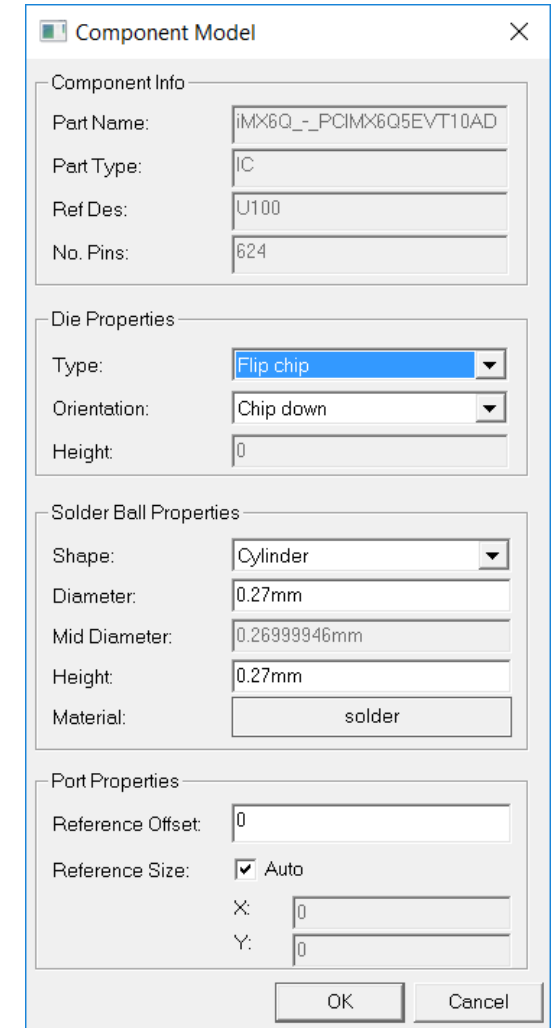 Component Model
Component Info
Part Name: iMX6Q_-_PCIMX6Q5EVT10AD
Part Type: IC
Ref Des: U100
No. Pins: 624
Die Properties
Type: Flip chip
Orientation: Chip down
Height: 0
Solder Ball Properties
Shape: Cylinder
Diameter: 0.27mm
Mid Diameter: 0.26999946mm
Height: 0.27mm
Material: solder
Port Properties
Reference Offset: 0
Reference Size: Auto
X: 0
Y: 0
OK Cancel